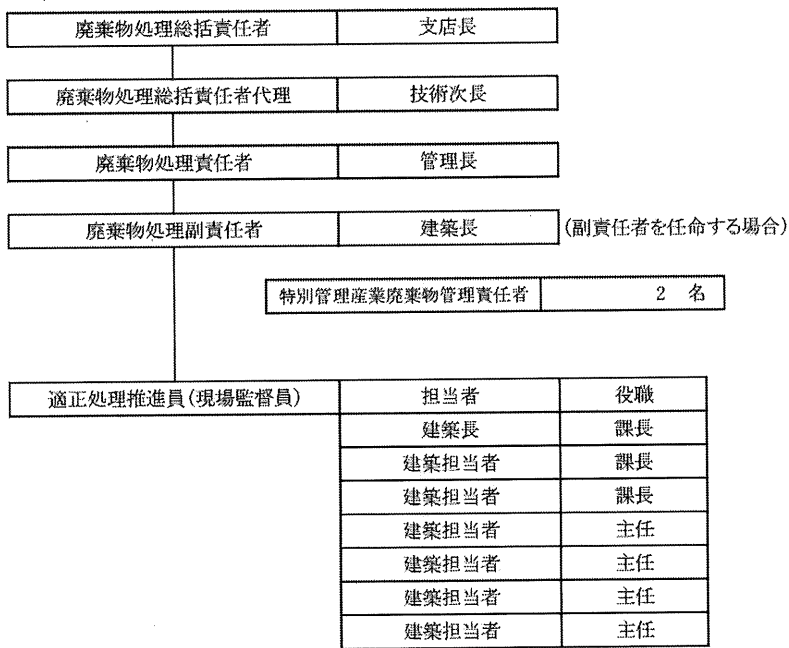 廃棄物処理総括責任者 支店長
廃棄物処理総括責任者代理 技術次長
廃棄物処理責任者 管理長
廃棄物処理副責任者 建築長 (副責任者を任命する場合)
特別管理産業廃棄物管理責任者 2 名
適正処理推進員(現場監督員) 担当者 役職
建築長 課長
建築担当者 課長
建築担当者 課長
建築担当者 主任
建築担当者 主任
建築担当者 主任
建築担当者 主任